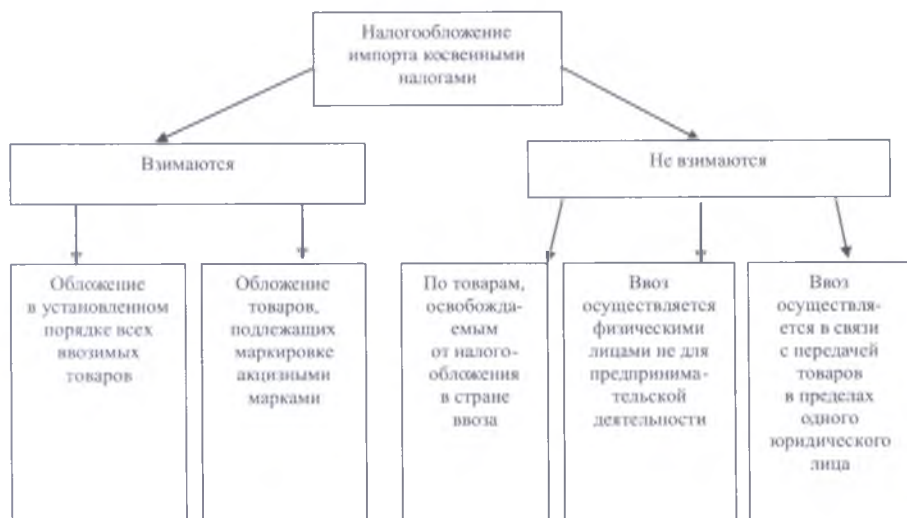 Налогообложение
импорта косвенными
налогами
Взимаются
Не взимаются
Обложение
в установленном
порядке всех
ввозимых
товаров
Обложение
товаров,
подлежащих
маркировке
акцизными
марками
По товарам,
освобожда-
емым
от налого-
обложения
в стране
ввоза
Ввоз
осуществляется
физическими
лицами не для
предпринима-
тельской
деятельности
Ввоз
осуществля-
ется в связи
с передачей
товаров
в пределах
одного
юридического
лица